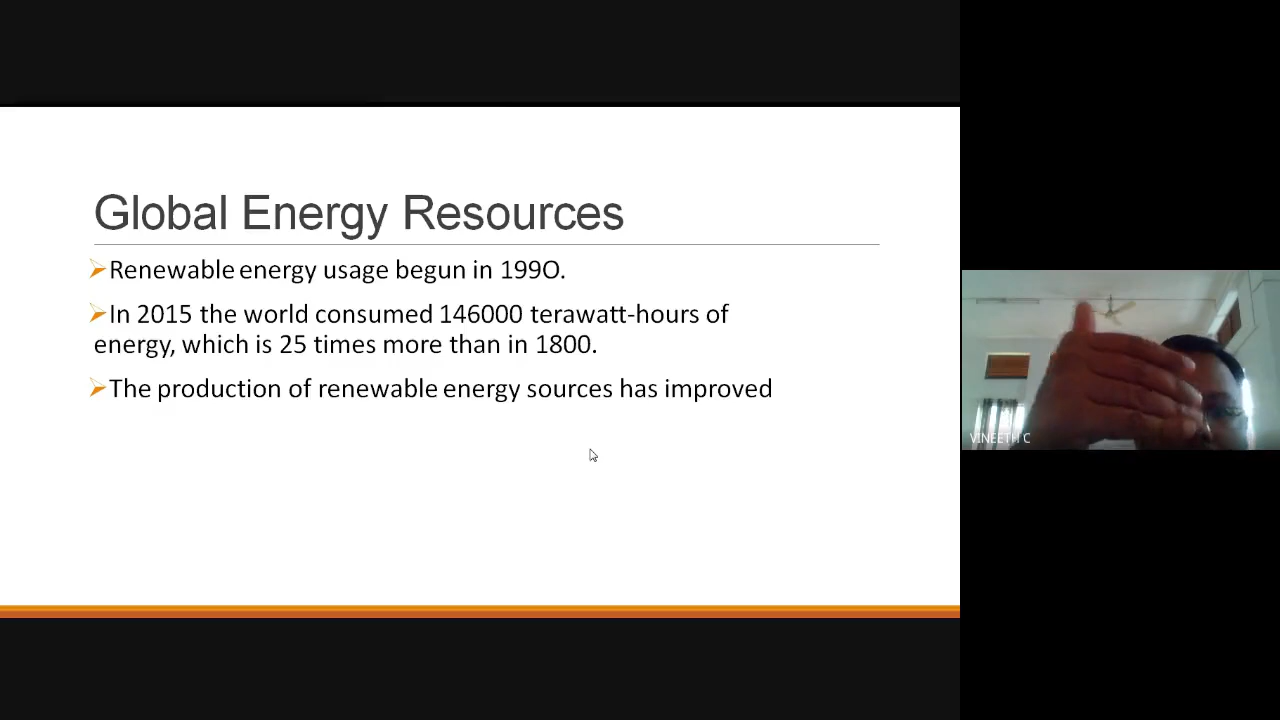 Global Energy Resources
➢Renewable energy usage begun in 199O.
➢In 2015 the world consumed 146000 terawatt-hours of
energy, which is 25 times more than in 1800.
➢The production of renewable energy sources has improved
VINEETH C